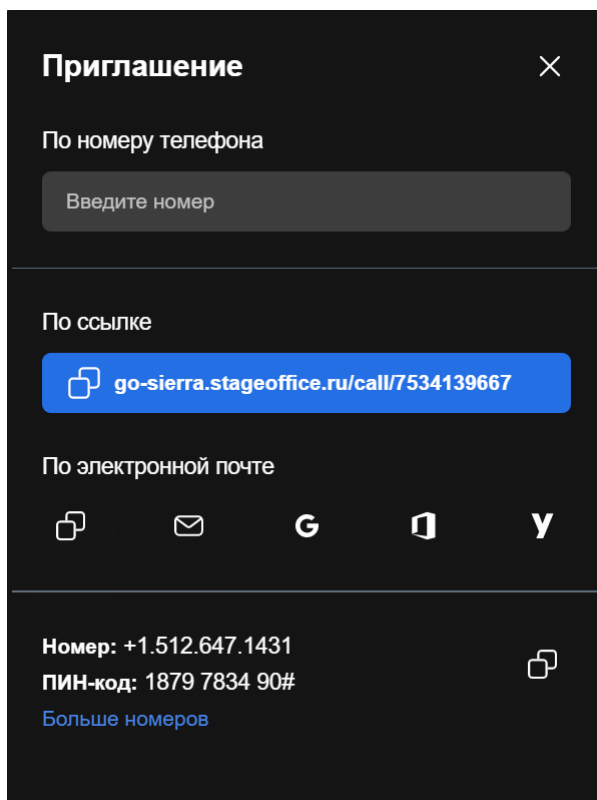 Приглашение
По номеру телефона
Введите номер
По ссылке
go-sierra.stageoffice.ru/call/7534139667
По электронной почте
Номер: +1.512.647.1431
ПИН-код: 1879 7834 90#
Больше номеров